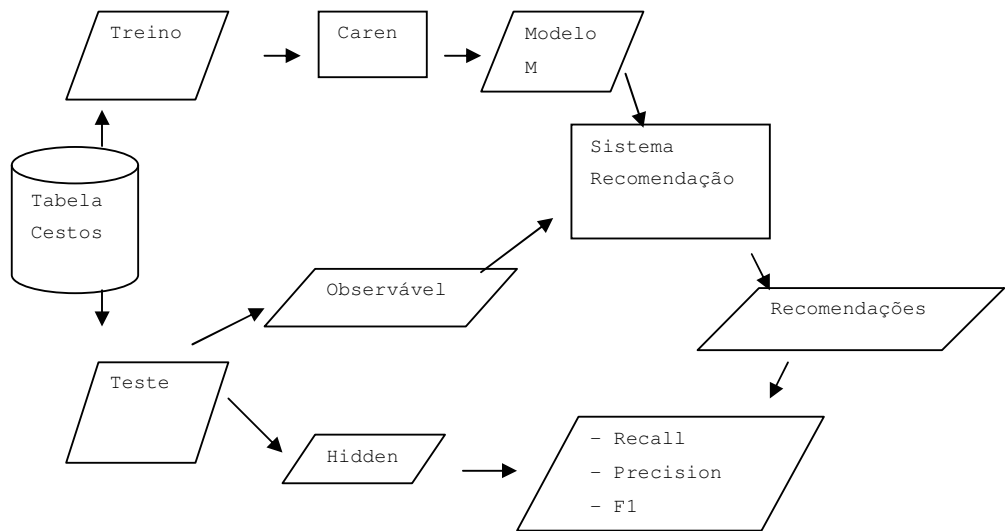 Treino
Caren
Modelo
M
Sistema
Recomendação
Tabela
Cestos
Observável
Recomendações
Teste
Hidden
- Recall
- Precision
- F1